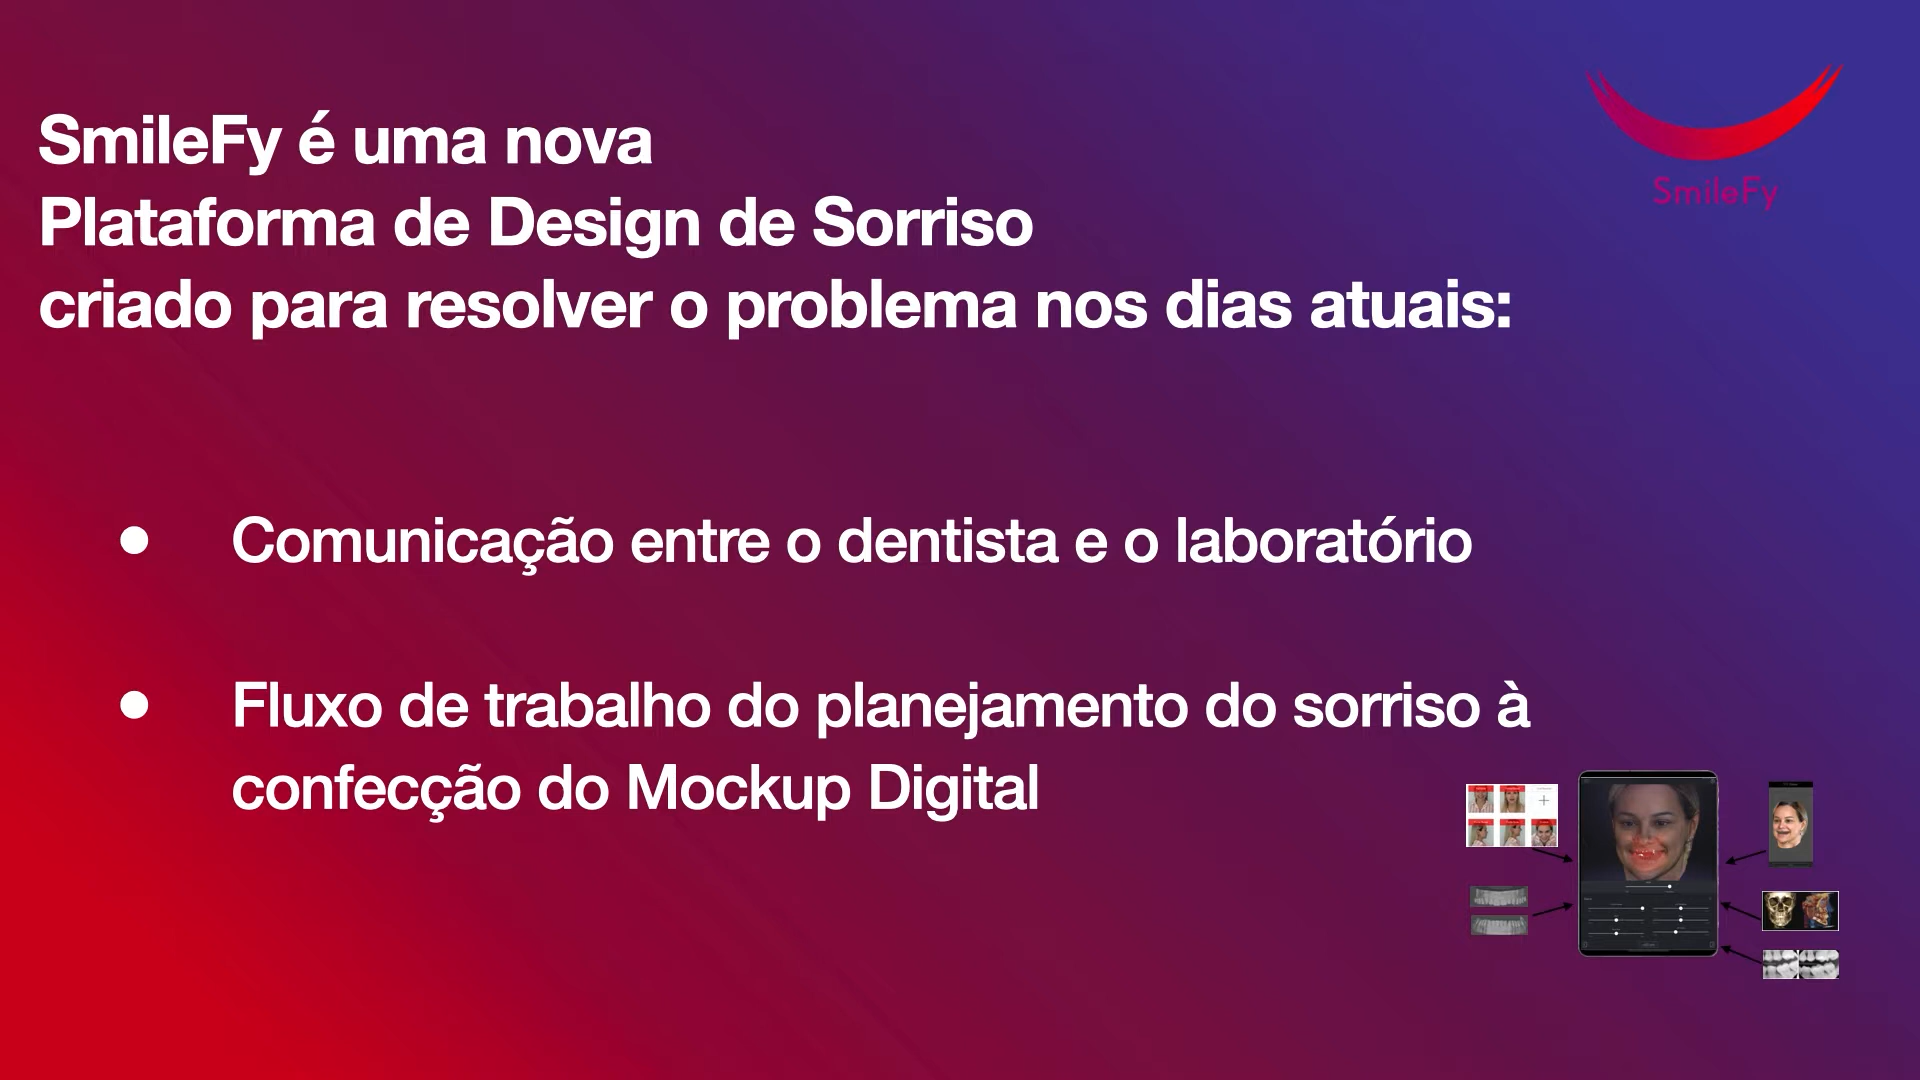 SmileFy é uma nova
Plataforma de Design de Sorriso
criado para resolver o problema nos dias atuais:
SmileFy
● Comunicação entre o dentista e o laboratório
● Fluxo de trabalho do planejamento do sorriso à
confecção do Mockup Digital